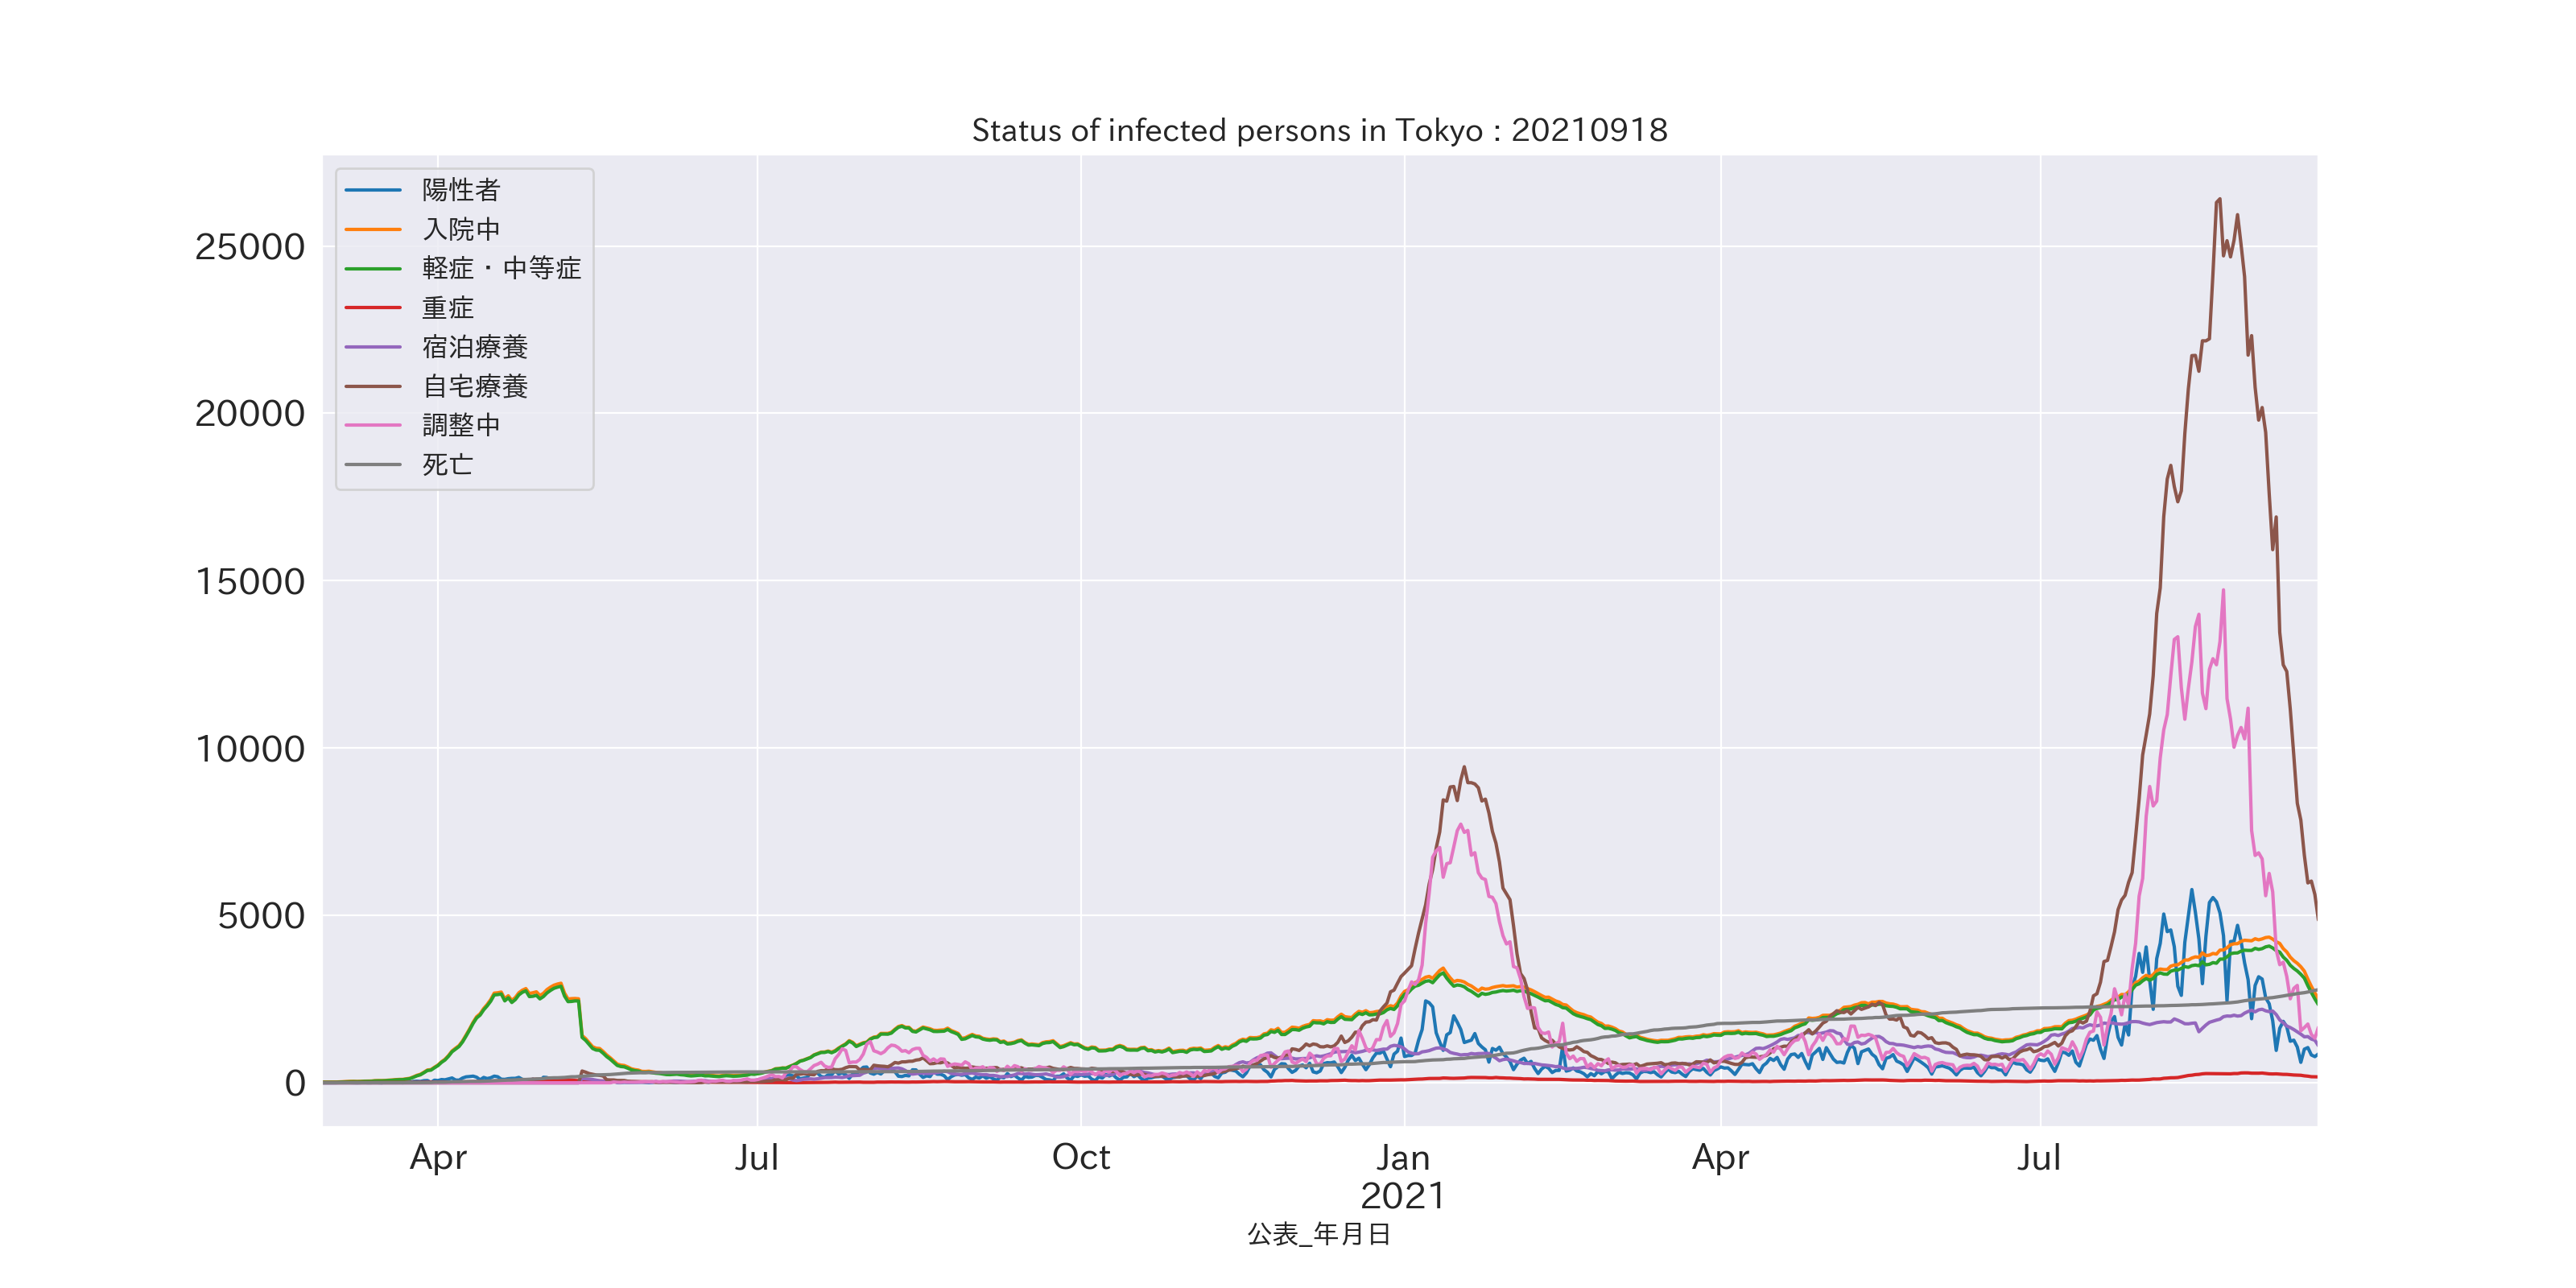 Status of infected persons in Tokyo : 20210918
陽性者
入院中
軽症・中等症
重症
宿泊療養
自宅療養
調整中
死亡
25000
20000
15000
10000
5000
0
Apr Jul Oct Jan Apr Jul
2021
公表_年月日